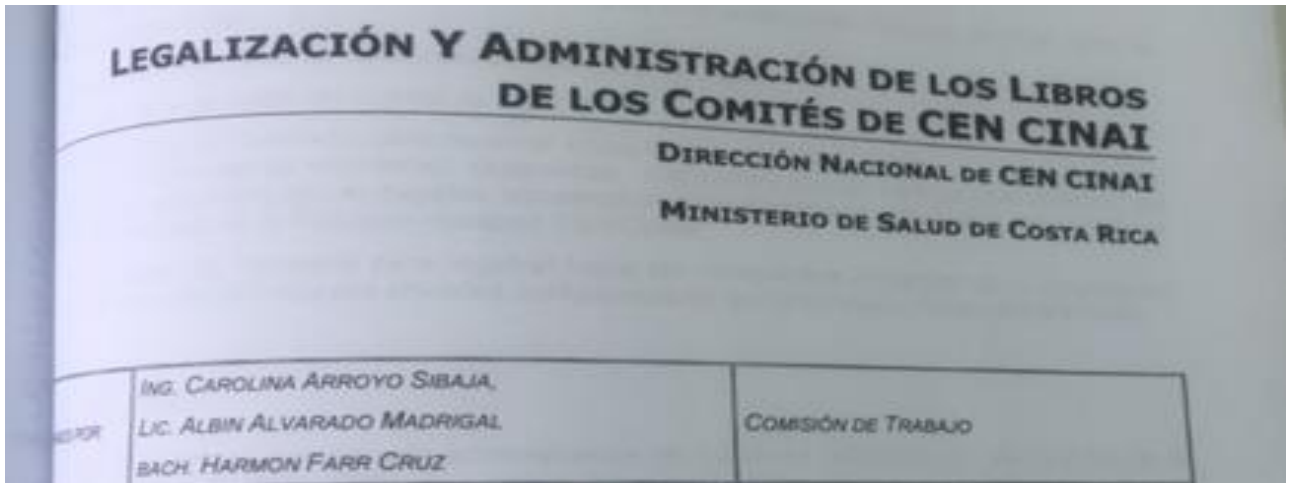 LEGALIZACIÓN Y ADMINISTRACIÓN DE LOS LIBROS
DE LOS COMITÉS DE CEN CINAI
DIRECCIÓN NACIONAL DE CEN CINAI
MINISTERIO DE SALUD DE COSTA RICA
ING. CAROLINA ARROYO SIBAJA,
LIC. ALBIN ALVARADO MADRIGAL
BACH. HARMON FARR CRUZ
POR
COMISIÓN DE TRABAJO